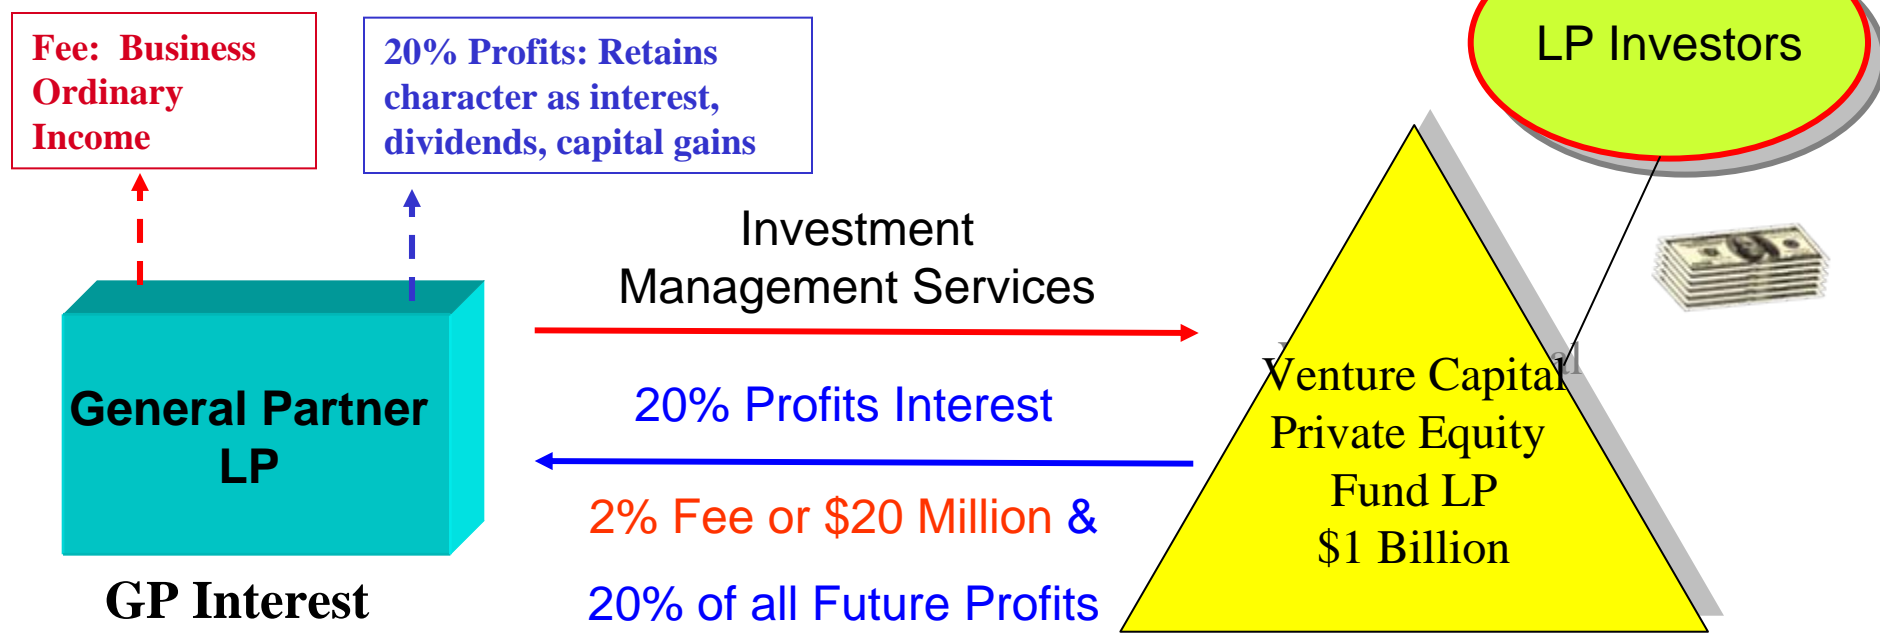 Fee: Business
Ordinary
Income
20% Profits: Retains
character as interest,
dividends, capital gains
LP Investors
Investment
Management Services
General Partner
LP
20% Profits Interest
2% Fee or $20 Million &
20% of all Future Profits
Venture Capital
Private Equity
Fund LP
$1 Billion
GP Interest